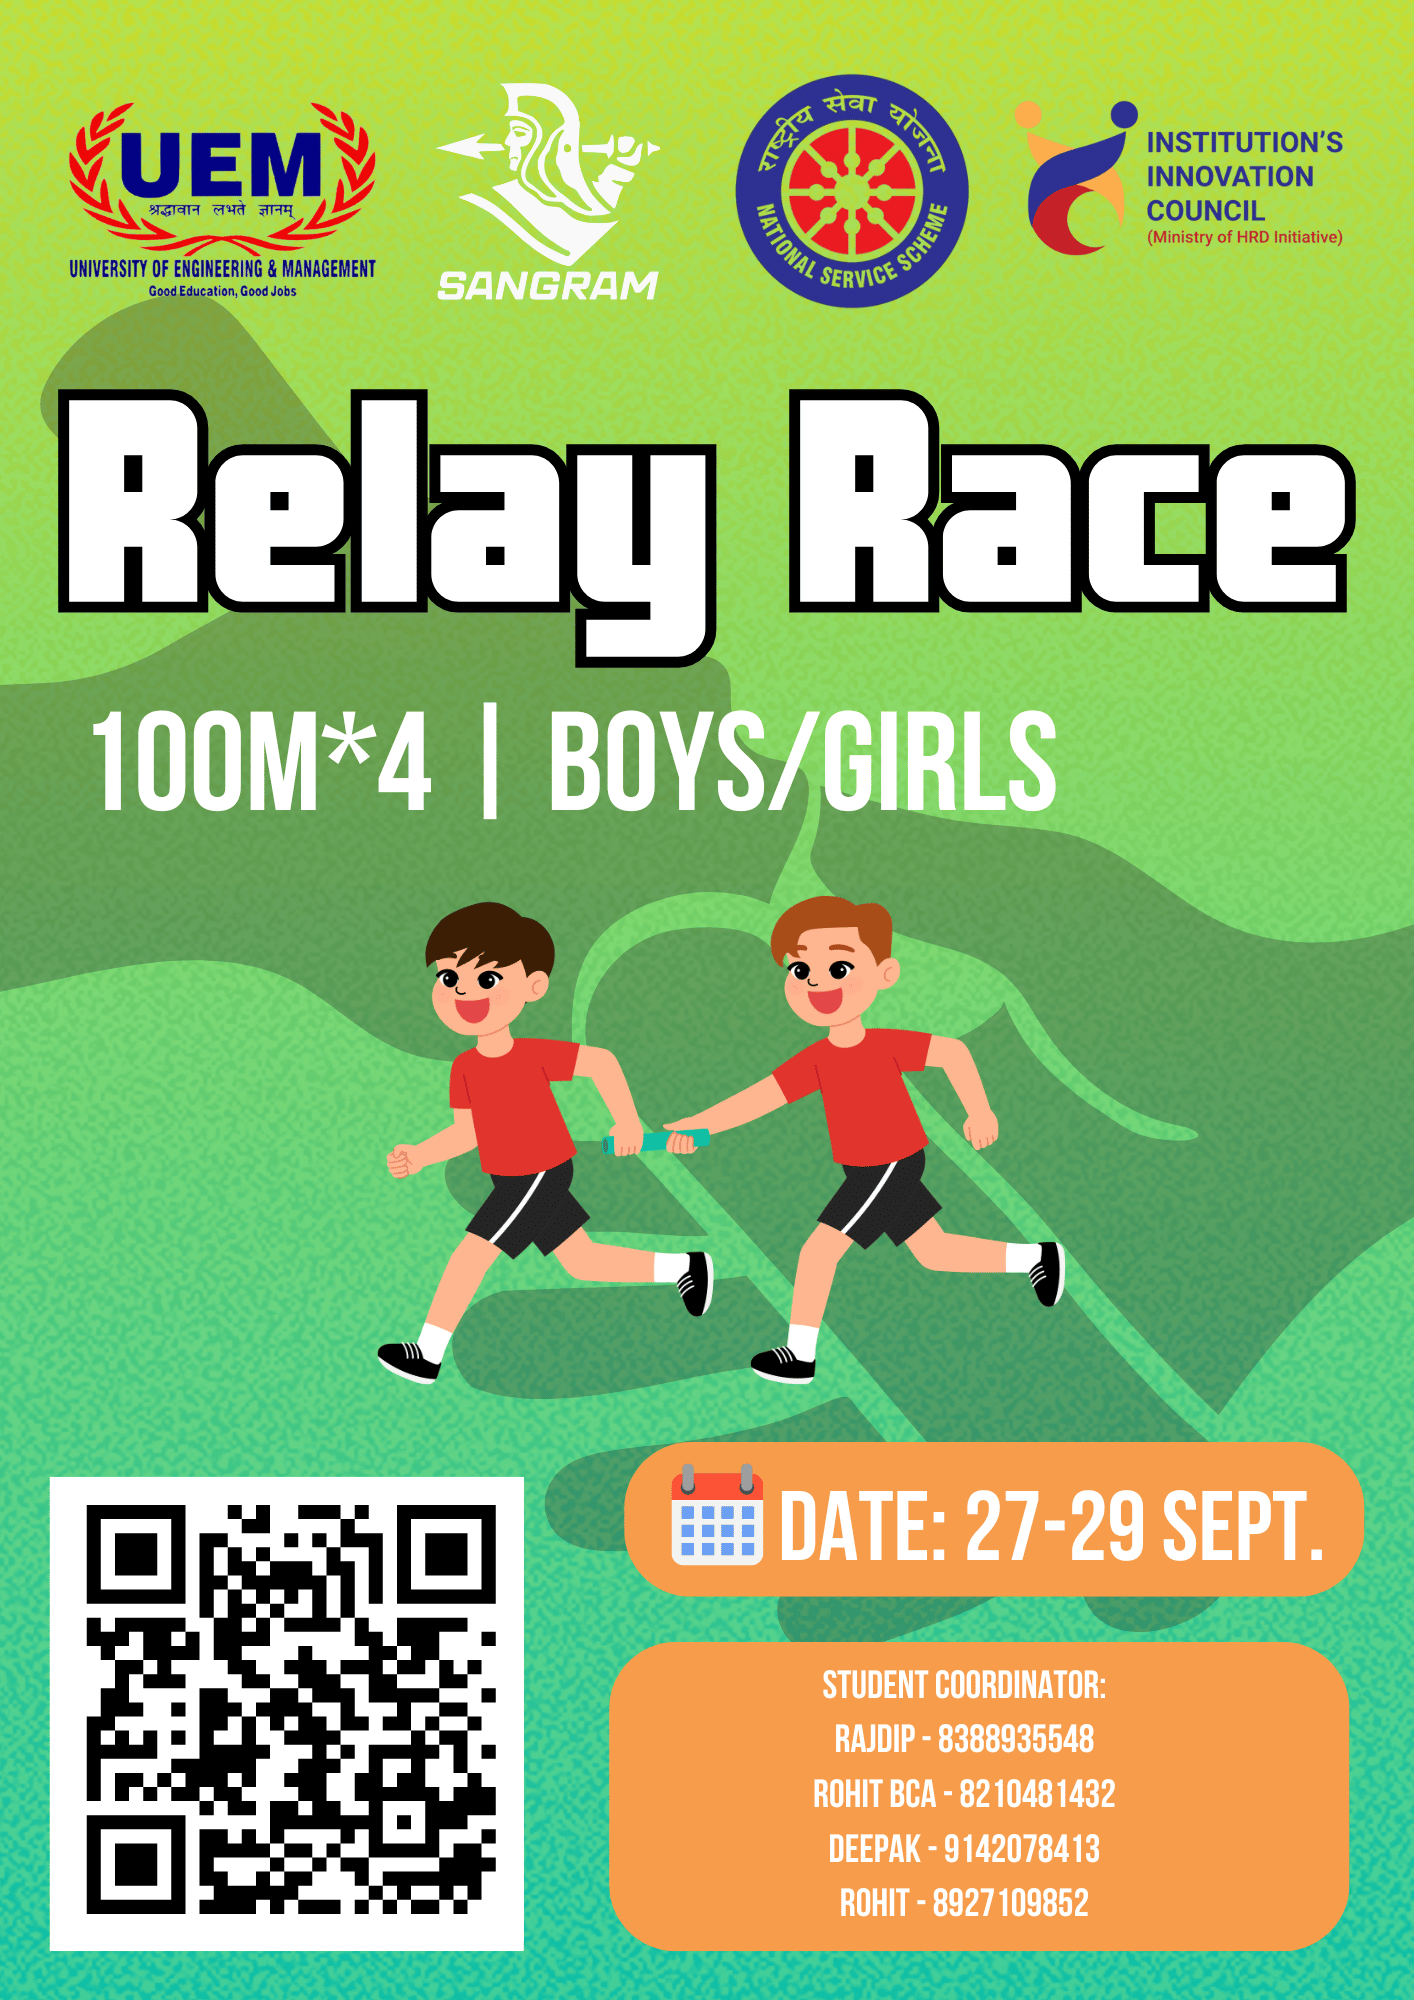 UEM
श्रद्धावान लभते ज्ञानम्
UNIVERSITY OF ENGINEERING & MANAGEMENT
Good Education, Good Jobs
SANGRAM
राष्ट्रीय सेवा योजना
NATIONAL SERVICE SCHEME
INSTITUTION'S
INNOVATION
COUNCIL
(Ministry of HRD Initiative)
Relay Race
100M*4 | BOYS/GIRLS
DATE: 27-29 SEPT.
STUDENT COORDINATOR:
RAJDIP - 8388935548
ROHIT BCA - 8210481432
DEEPAK - 9142078413
ROHIT - 8927109852